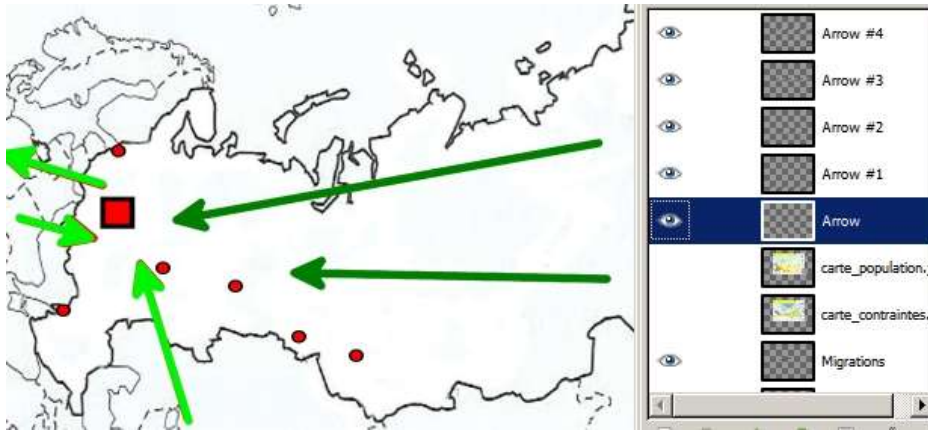 Arrow #4
Arrow #3
Arrow #2
Arrow #1
Arrow
carte_population.
carte_contraintes.
Migrations